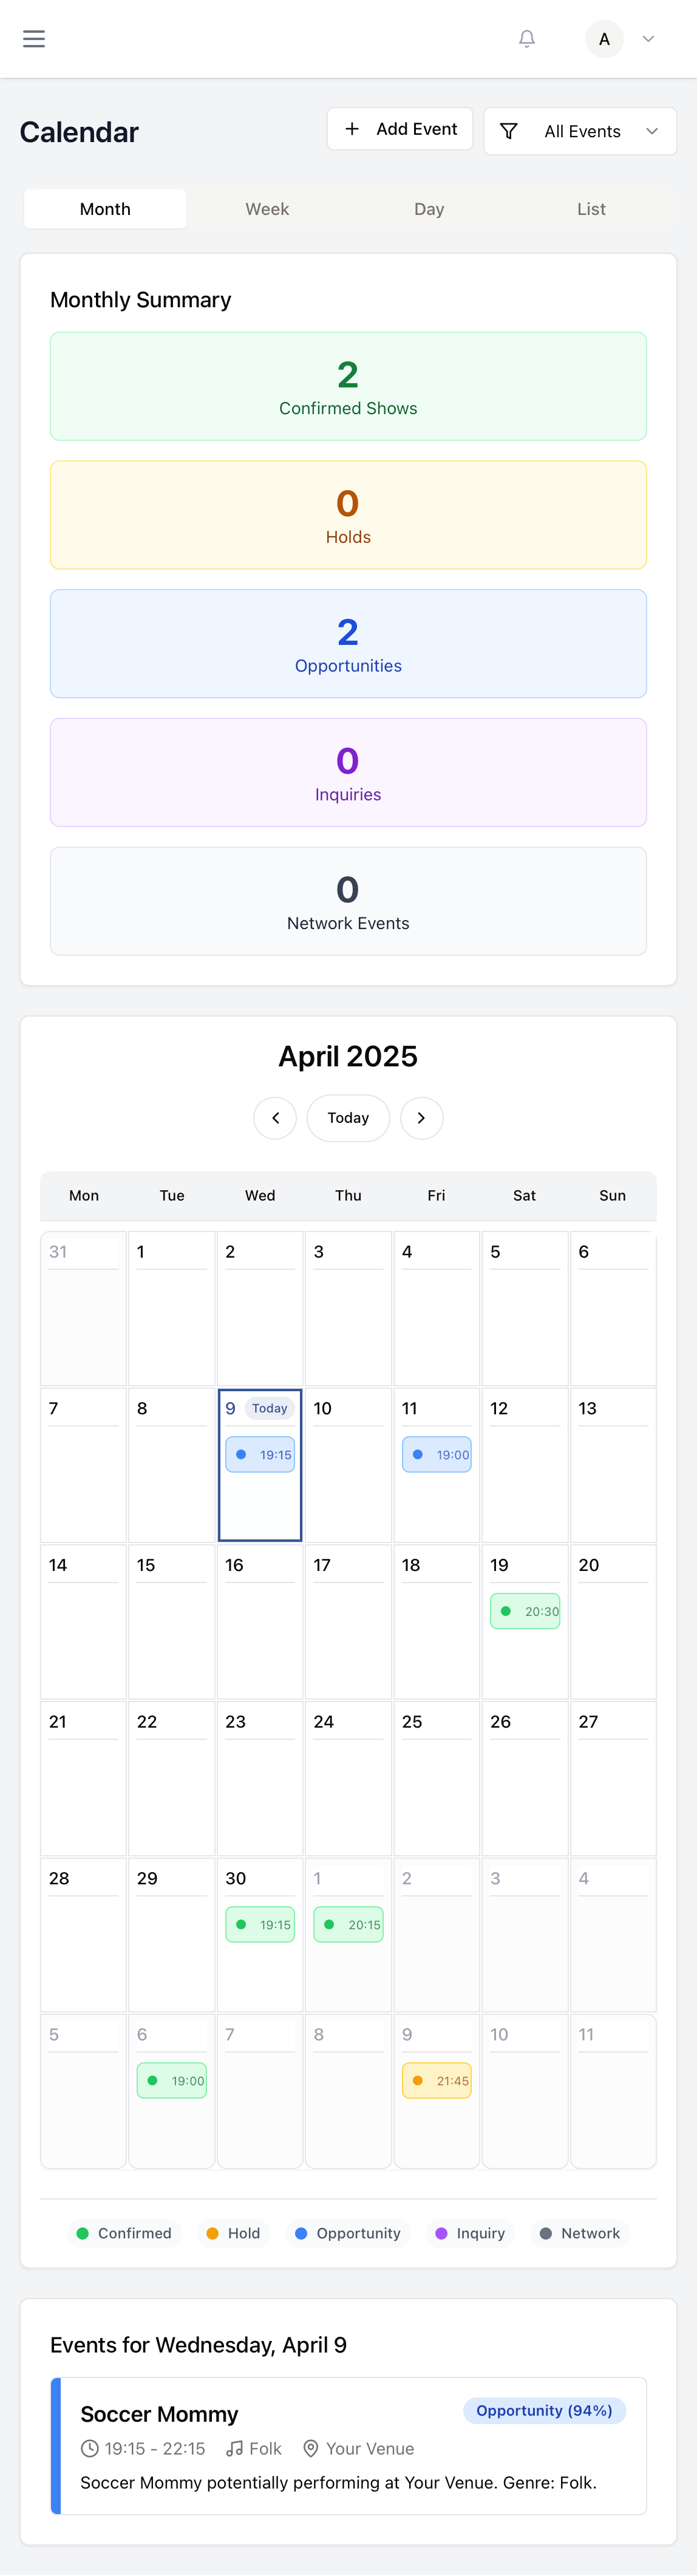 A
Calendar
Add Event
All Events
Month Week Day List
Monthly Summary
2
Confirmed Shows
0
Holds
2
Opportunities
0
Inquiries
0
Network Events
April 2025
Today
Mon Tue Wed Thu Fri Sat Sun
31 1 2 3 4 5 6
7 8 9 Today 10 11 12 13
19:15 19:00
14 15 16 17 18 19 20
20:30
21 22 23 24 25 26 27
28 29 30 1 2 3 4
19:15 20:15
5 6 7 8 9 10 11
19:00 21:45
Confirmed Hold Opportunity Inquiry Network
Events for Wednesday, April 9
Soccer Mommy
Opportunity (94%)
19:15 - 22:15 Folk Your Venue
Soccer Mommy potentially performing at Your Venue. Genre: Folk.